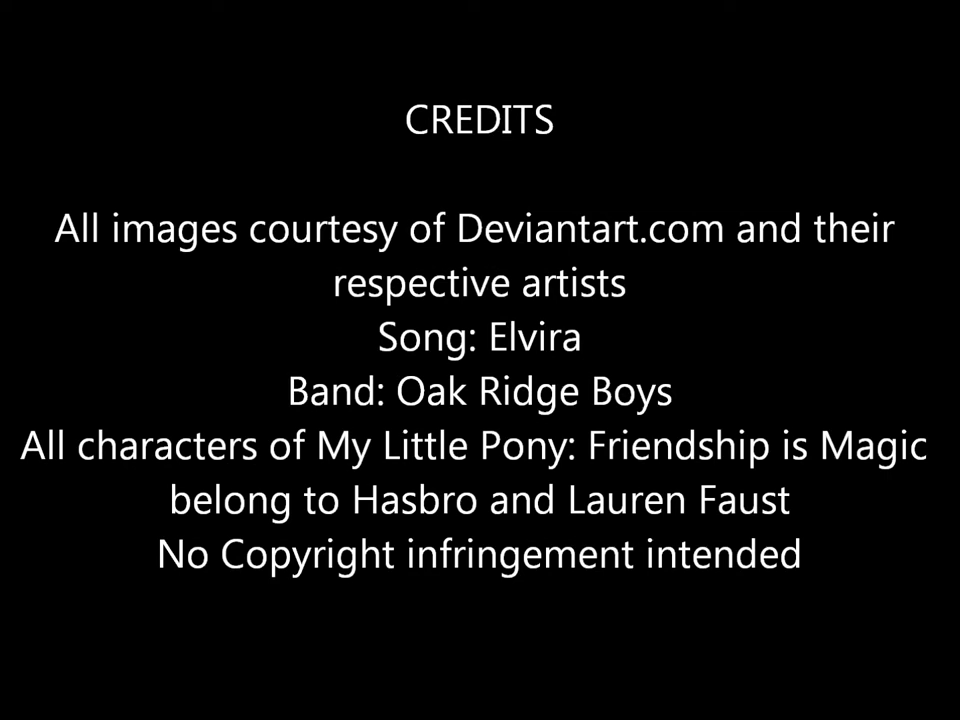 CREDITS
All images courtesy of Deviantart.com and their
respective artists
Song: Elvira
Band: Oak Ridge Boys
All characters of My Little Pony: Friendship is Magic
belong to Hasbro and Lauren Faust
No Copyright infringement intended